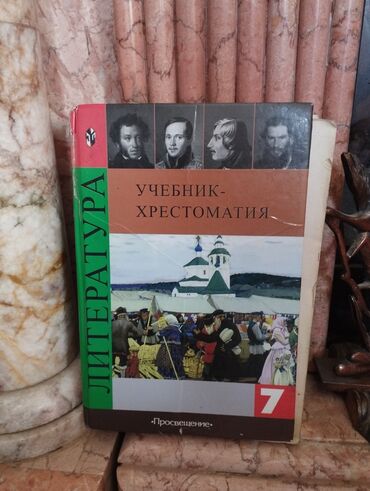 ЛИТЕРАТУРА
УЧЕБНИК-
ХРЕСТОМАТИЯ
7
•Просвещение•